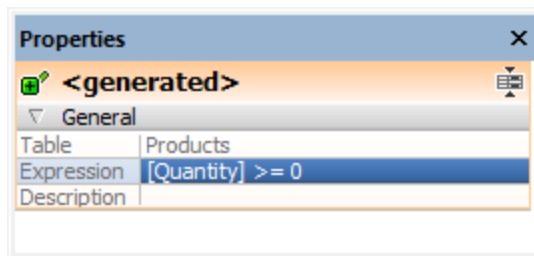 Properties
<generated>
General
Table Products
Expression [Quantity] >= 0
Description